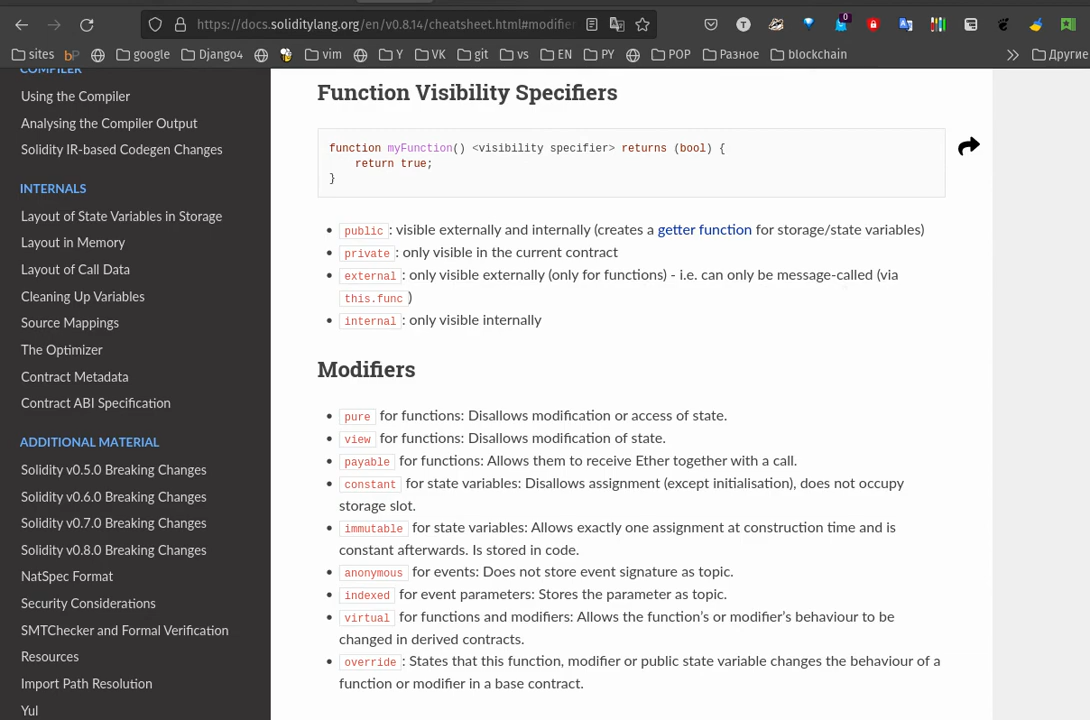 https://docs.soliditylang.org/en/v0.8.14/cheatsheet.html#modifier
0
sites
bP
google
Django4
vim
Y
VK
git
vs
EN
PY
POP
Разное
blockchain
Другие
COMPILER
Using the Compiler
Analysing the Compiler Output
Solidity IR-based Codegen Changes
INTERNALS
Layout of State Variables in Storage
Layout in Memory
Layout of Call Data
Cleaning Up Variables
Source Mappings
The Optimizer
Contract Metadata
Contract ABI Specification
ADDITIONAL MATERIAL
Solidity v0.5.0 Breaking Changes
Solidity v0.6.0 Breaking Changes
Solidity v0.7.0 Breaking Changes
Solidity v0.8.0 Breaking Changes
NatSpec Format
Security Considerations
SMTChecker and Formal Verification
Resources
Import Path Resolution
Yul
Function Visibility Specifiers
function myFunction() <visibility specifier> returns (bool) {
return true;
}
public : visible externally and internally (creates a getter function for storage/state variables)
private : only visible in the current contract
external : only visible externally (only for functions) - i.e. can only be message-called (via
this.func )
internal : only visible internally
Modifiers
pure for functions: Disallows modification or access of state.
view for functions: Disallows modification of state.
payable for functions: Allows them to receive Ether together with a call.
constant for state variables: Disallows assignment (except initialisation), does not occupy
storage slot.
immutable for state variables: Allows exactly one assignment at construction time and is
constant afterwards. Is stored in code.
anonymous for events: Does not store event signature as topic.
indexed for event parameters: Stores the parameter as topic.
virtual for functions and modifiers: Allows the function's or modifier's behaviour to be
changed in derived contracts.
override : States that this function, modifier or public state variable changes the behaviour of a
function or modifier in a base contract.